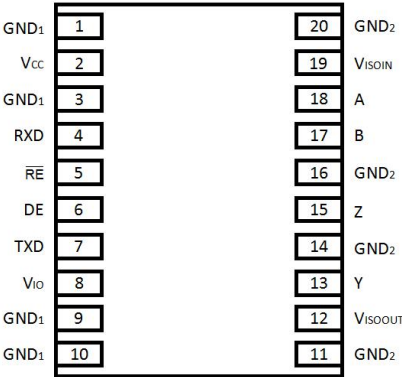 GND1 1 20 GND2
VCC 2 19 VISOIN
GND1 3 18 A
RXD 4 17 B
R̅E̅ 5 16 GND2
DE 6 15 Z
TXD 7 14 GND2
VIO 8 13 Y
GND1 9 12 VISOOUT
GND1 10 11 GND2